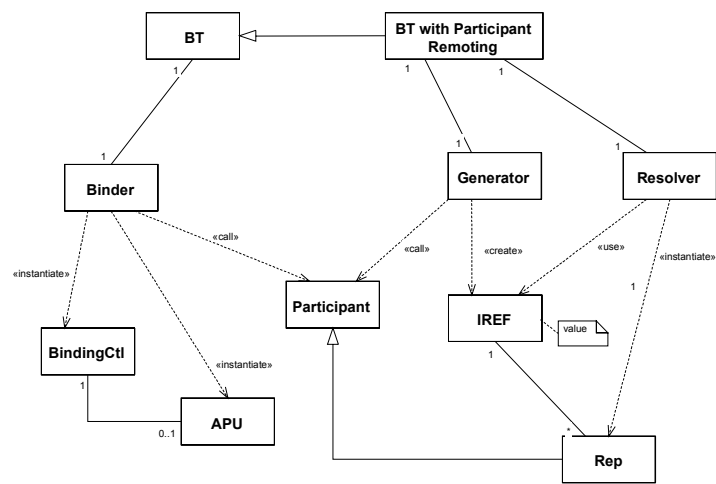 BT
BT with Participant
Remoting
1
1
1
1
1
1
Binder
Generator
Resolver
«call»
«call»
«create»
«use»
«instantiate»
«instantiate»
1
Participant
IREF
value
BindingCtl
1
1
«instantiate»
APU
0..1
*
Rep